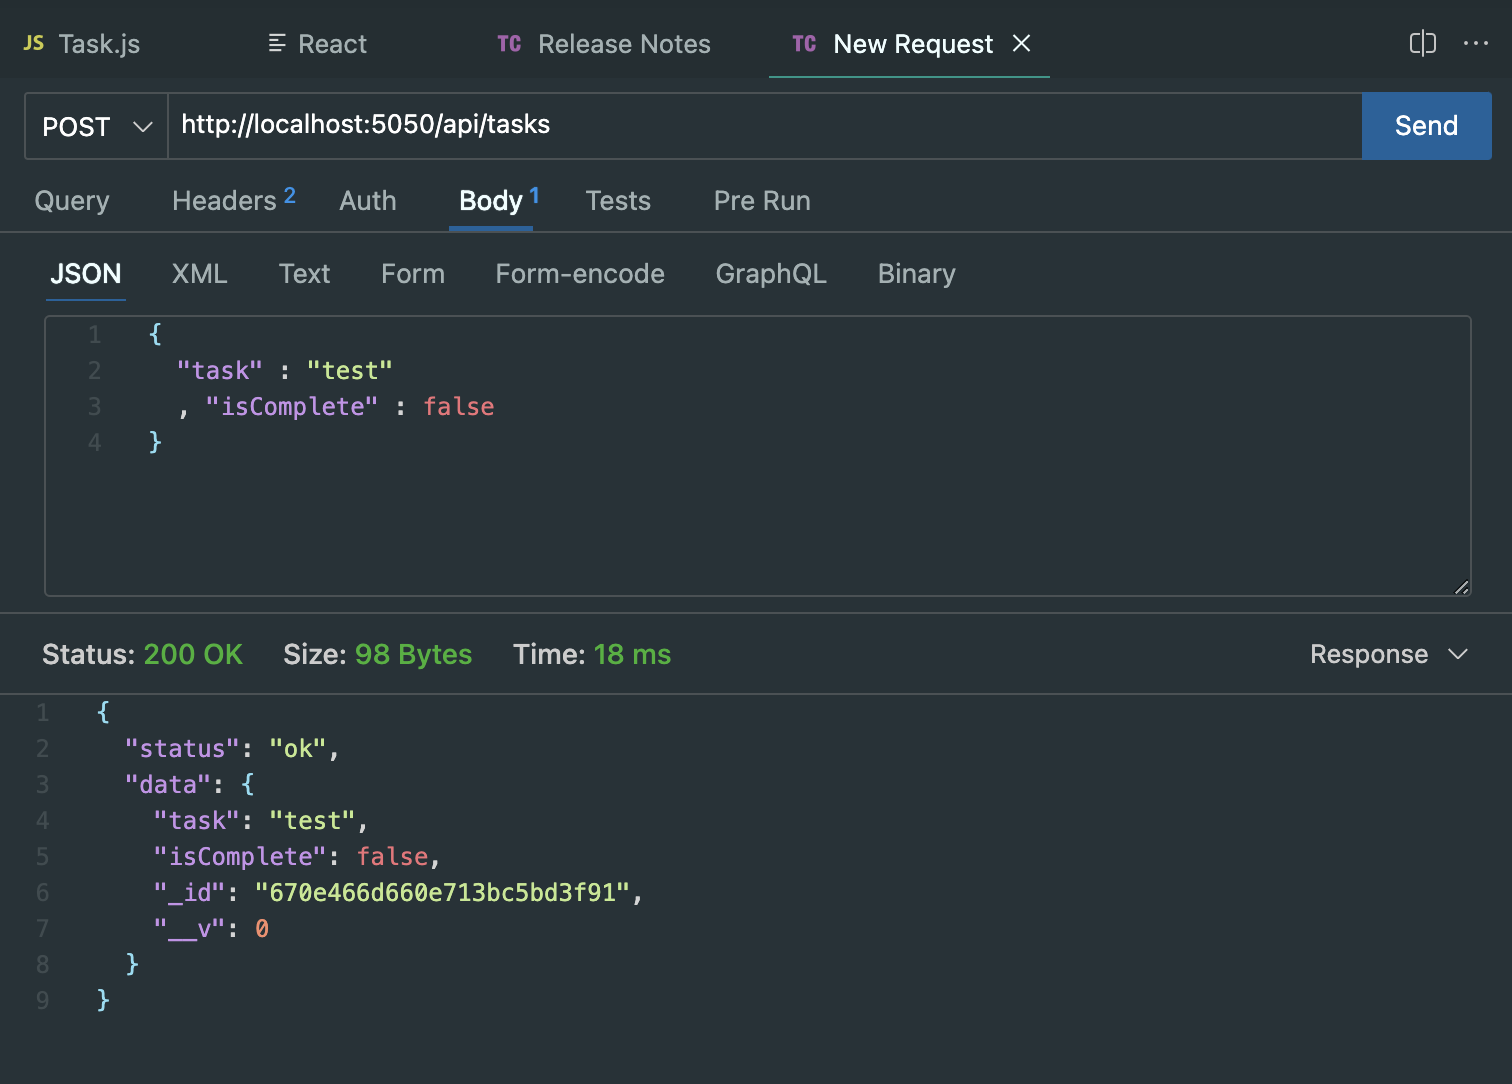 JS Task.js React TC Release Notes TC New Request
POST http://localhost:5050/api/tasks Send
Query Headers 2 Auth Body 1 Tests Pre Run
JSON XML Text Form Form-encode GraphQL Binary
1 {
2 "task" : "test"
3 , "isComplete" : false
4 }
Status: 200 OK Size: 98 Bytes Time: 18 ms Response
1 {
2 "status": "ok",
3 "data": {
4 "task": "test",
5 "isComplete": false,
6 "_id": "670e466d660e713bc5bd3f91",
7 "__v": 0
8 }
9 }